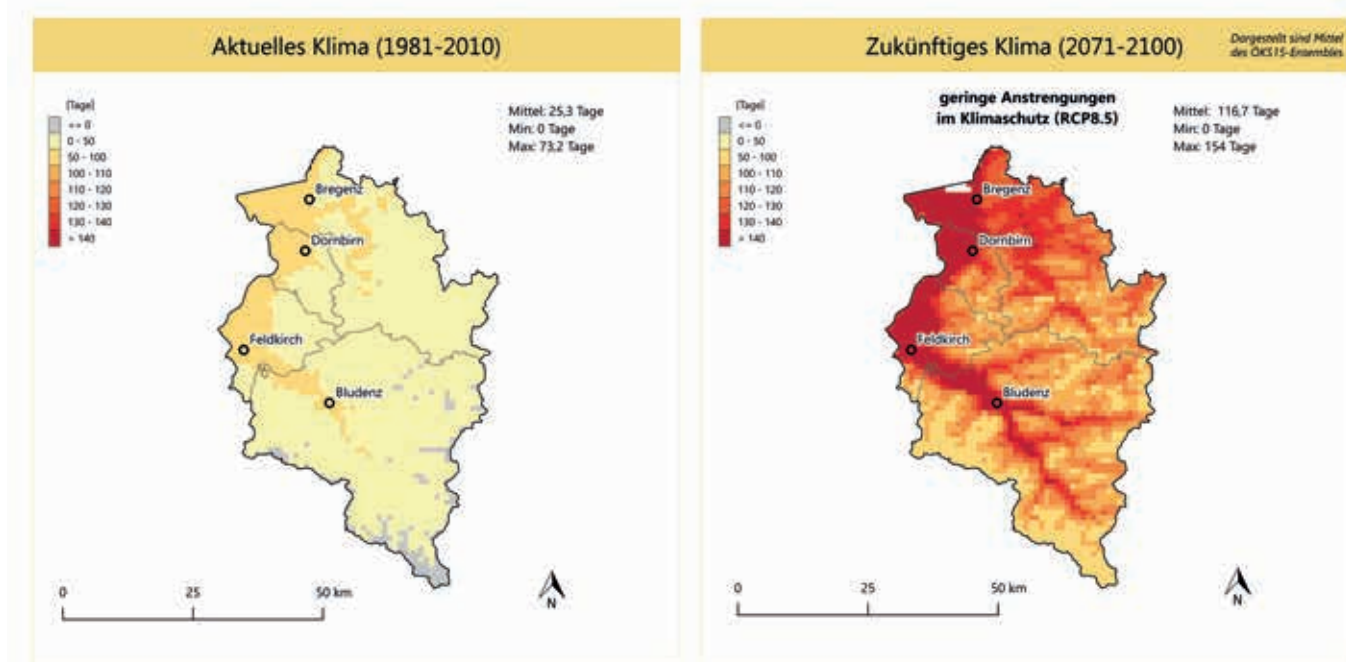 Aktuelles Klima (1981-2010)
[Tage]
<= 0
0 - 50
50 - 100
100 - 110
110 - 120
120 - 130
130 - 140
> 140
Mittel: 25,3 Tage
Min: 0 Tage
Max: 73,2 Tage
Bregenz
Dornbirn
Feldkirch
Bludenz
0 25 50 km
N
Zukünftiges Klima (2071-2100)
Dargestellt sind Mittel
des ÖKS15-Ensembles
[Tage]
<= 0
0 - 50
50 - 100
100 - 110
110 - 120
120 - 130
130 - 140
> 140
geringe Anstrengungen
im Klimaschutz (RCP8.5)
Mittel: 116,7 Tage
Min: 0 Tage
Max: 154 Tage
Bregenz
Dornbirn
Feldkirch
Bludenz
0 25 50 km
N